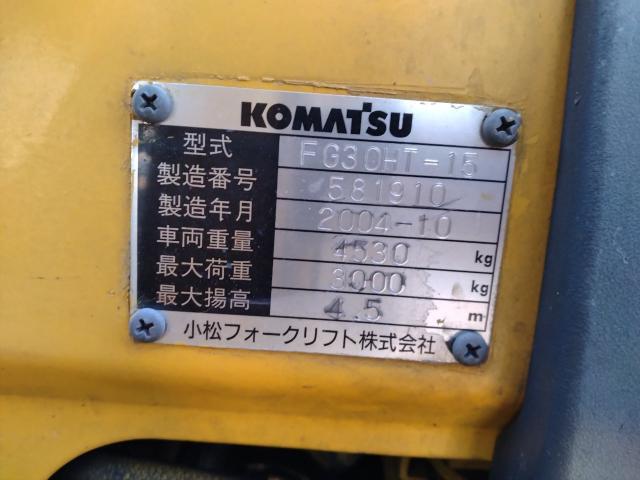 KOMATSU
型式 FG30HT-15
製造番号 581910
製造年月 2004-10
車両重量 4530 kg
最大荷重 3000 kg
最大揚高 4.5 m
小松フォークリフト株式会社